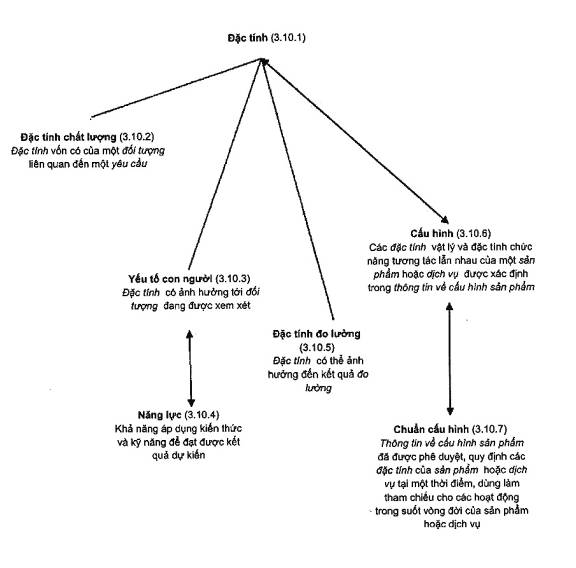 Đặc tính (3.10.1)
Đặc tính chất lượng (3.10.2)
Đặc tính vốn có của một đối tượng
liên quan đến một yêu cầu
Cấu hình (3.10.6)
Các đặc tính vật lý và đặc tính chức
năng tương tác lẫn nhau của một sản
phẩm hoặc dịch vụ được xác định
trong thông tin về cấu hình sản phẩm
Yếu tố con người (3.10.3)
Đặc tính có ảnh hưởng tới đối
tượng đang được xem xét
Đặc tính đo lường
(3.10.5)
Đặc tính có thể ảnh
hưởng đến kết quả đo
lường
Năng lực (3.10.4)
Khả năng áp dụng kiến thức
và kỹ năng để đạt được kết
quả dự kiến
Chuẩn cấu hình (3.10.7)
Thông tin về cấu hình sản phẩm
đã được phê duyệt, quy định các
đặc tính của sản phẩm hoặc dịch
vụ tại một thời điểm, dùng làm
tham chiếu cho các hoạt động
trong suốt vòng đời của sản phẩm
hoặc dịch vụ